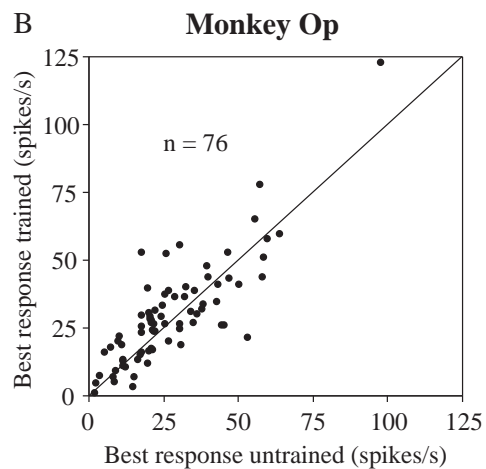 B
Monkey Op
Best response trained (spikes/s)
125
100
75
50
25
0
n = 76
0 25 50 75 100 125
Best response untrained (spikes/s)